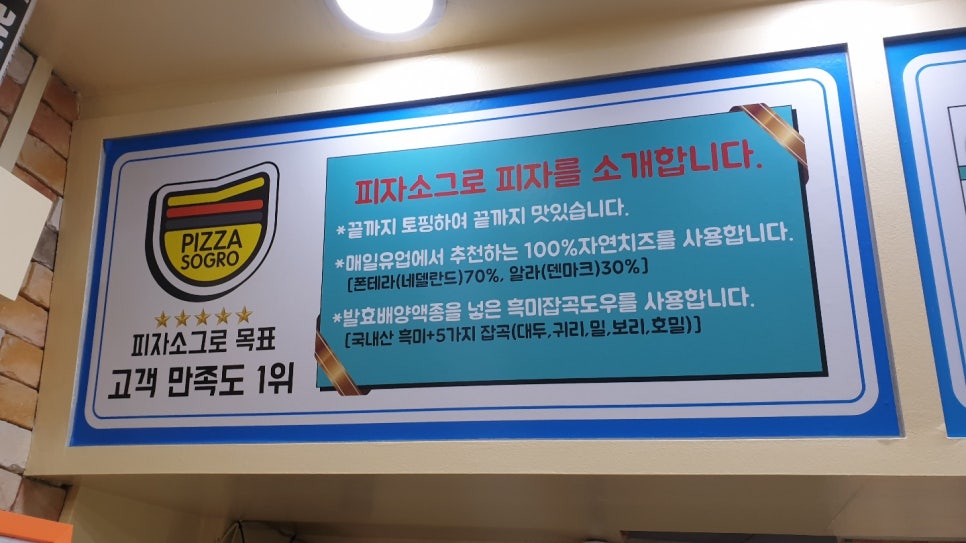 PIZZA
SOGRO
피자소그로 목표
고객 만족도 1위
피자소그로 피자를 소개합니다.
*끝까지 토핑하여 끝까지 맛있습니다.
*매일유업에서 추천하는 100%자연치즈를 사용합니다.
[폰테라(네델란드)70%, 알라(덴마크)30%]
*발효배양액종을 넣은 흑미잡곡도우를 사용합니다.
[국내산 흑미+5가지 잡곡(대두,귀리,밀,보리,호밀)]